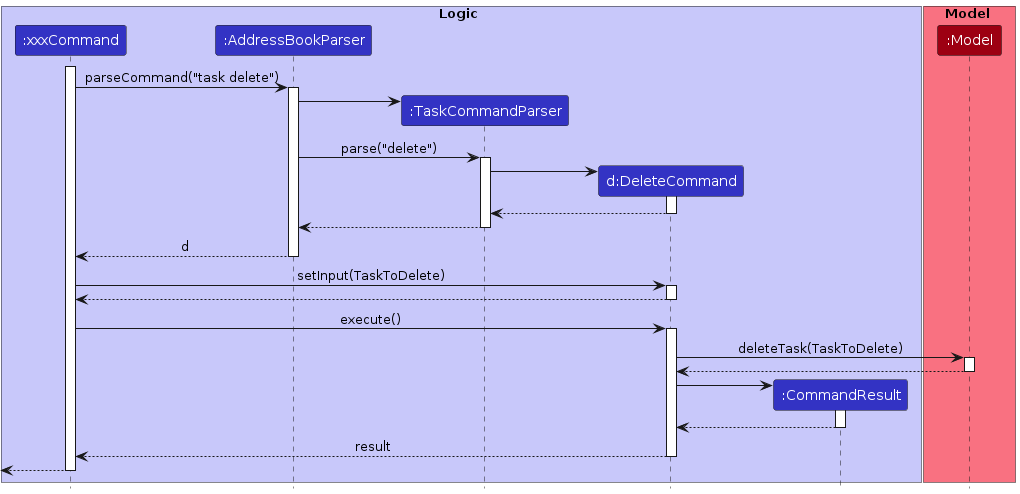 Logic
Model
:xxxCommand
:AddressBookParser
:Model
parseCommand("task delete")
:TaskCommandParser
parse("delete")
d:DeleteCommand
d
setInput(TaskToDelete)
execute()
deleteTask(TaskToDelete)
:CommandResult
result